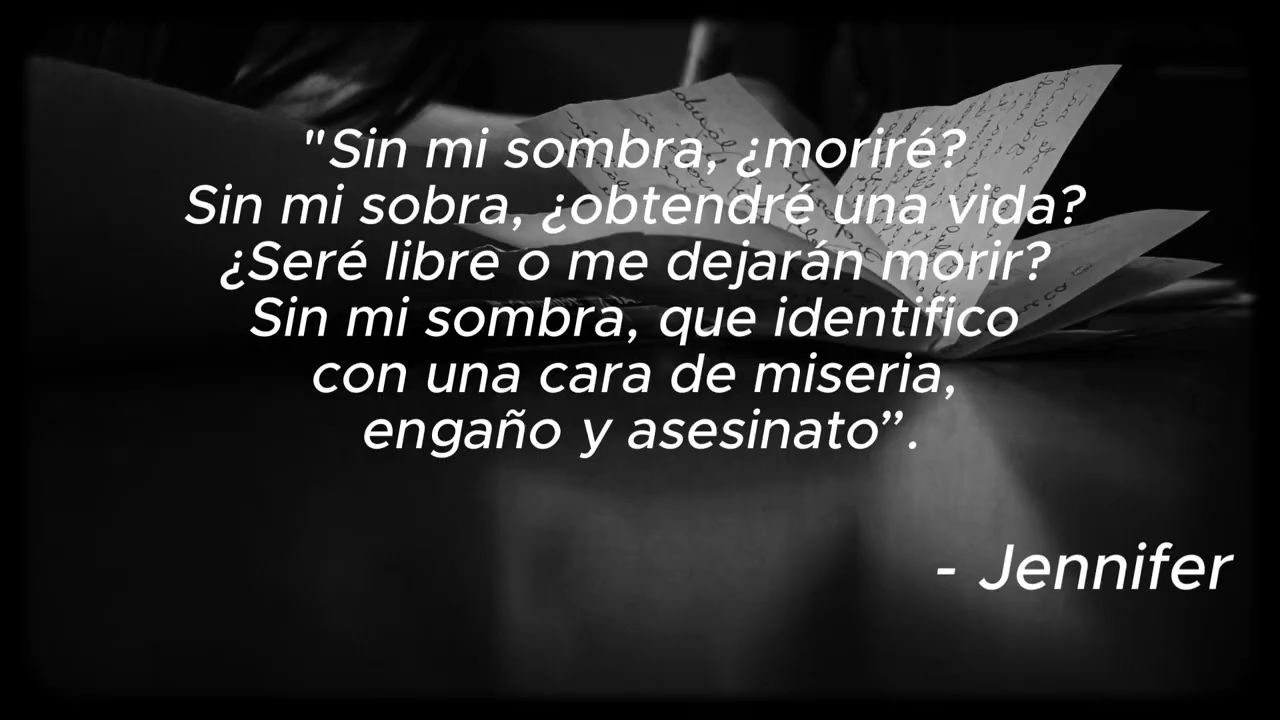 "Sin mi sombra, ¿moriré?
Sin mi sobra, ¿obtendré una vida?
¿Seré libre o me dejarán morir?
Sin mi sombra, que identifico
con una cara de miseria,
engaño y asesinato”.
- Jennifer